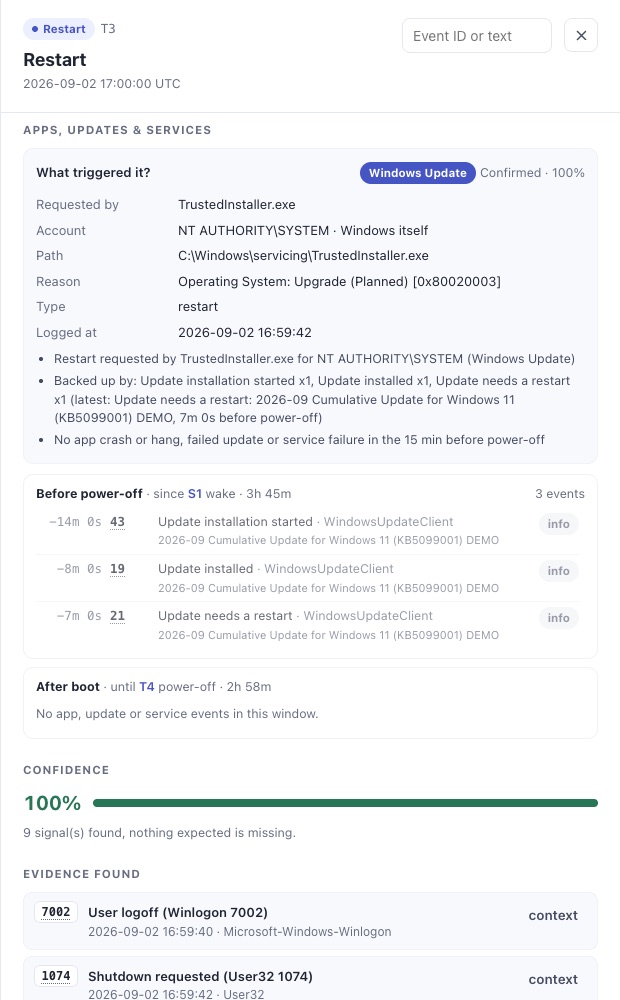 Restart T3
Event ID or text
Restart
2026-09-02 17:00:00 UTC
APPS, UPDATES & SERVICES
What triggered it? Windows Update Confirmed · 100%
Requested by TrustedInstaller.exe
Account NT AUTHORITY\SYSTEM · Windows itself
Path C:\Windows\servicing\TrustedInstaller.exe
Reason Operating System: Upgrade (Planned) [0x80020003]
Type restart
Logged at 2026-09-02 16:59:42
• Restart requested by TrustedInstaller.exe for NT AUTHORITY\SYSTEM (Windows Update)
• Backed up by: Update installation started x1, Update installed x1, Update needs a restart
x1 (latest: Update needs a restart: 2026-09 Cumulative Update for Windows 11
(KB5099001) DEMO, 7m 0s before power-off)
• No app crash or hang, failed update or service failure in the 15 min before power-off
Before power-off · since S1 wake · 3h 45m 3 events
−14m 0s 43 Update installation started · WindowsUpdateClient info
2026-09 Cumulative Update for Windows 11 (KB5099001) DEMO
−8m 0s 19 Update installed · WindowsUpdateClient info
2026-09 Cumulative Update for Windows 11 (KB5099001) DEMO
−7m 0s 21 Update needs a restart · WindowsUpdateClient info
2026-09 Cumulative Update for Windows 11 (KB5099001) DEMO
After boot · until T4 power-off · 2h 58m
No app, update or service events in this window.
CONFIDENCE
100%
9 signal(s) found, nothing expected is missing.
EVIDENCE FOUND
7002 User logoff (Winlogon 7002) context
2026-09-02 16:59:40 · Microsoft-Windows-Winlogon
1074 Shutdown requested (User32 1074) context
2026-09-02 16:59:42 · User32